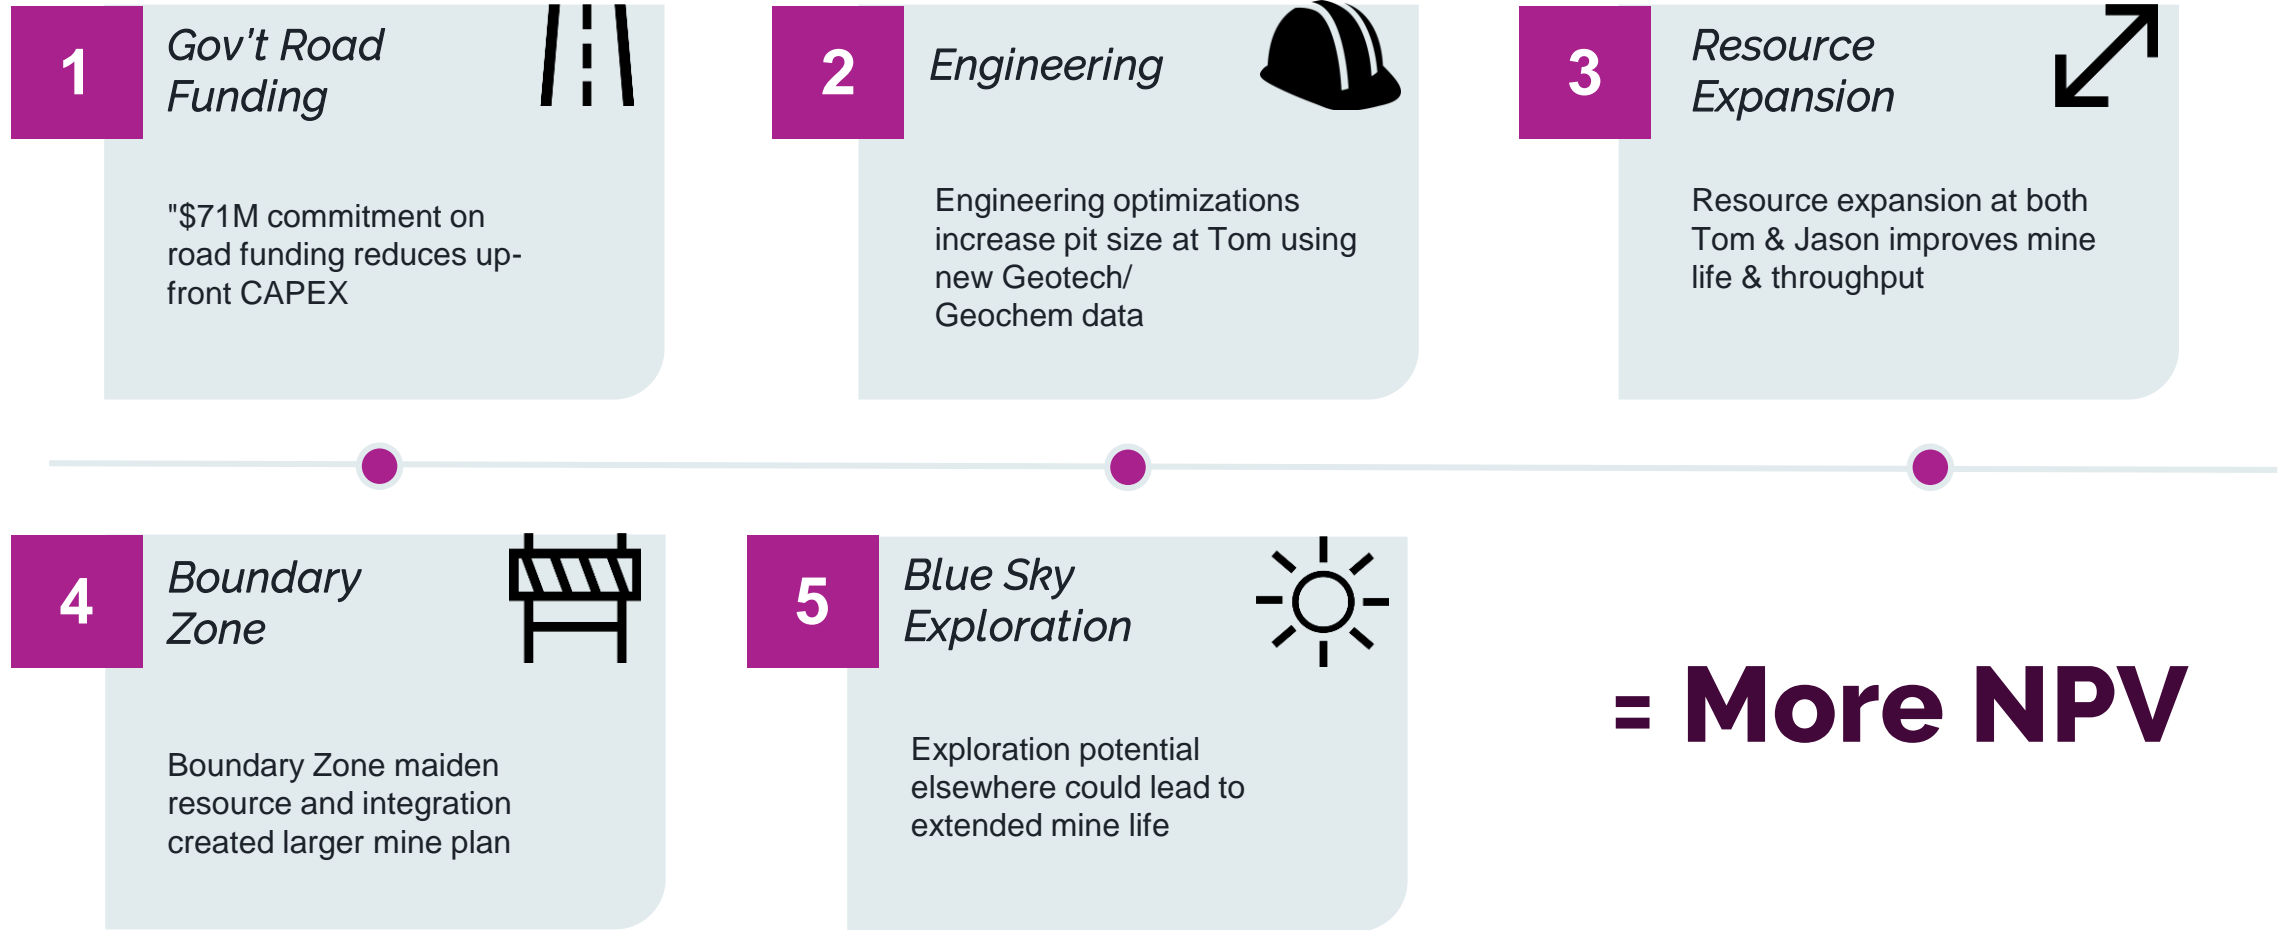 1
Gov't Road
Funding
"$71M commitment on
road funding reduces up-
front CAPEX
2
Engineering
Engineering optimizations
increase pit size at Tom using
new Geotech/
Geochem data
3
Resource
Expansion
Resource expansion at both
Tom & Jason improves mine
life & throughput
4
Boundary
Zone
Boundary Zone maiden
resource and integration
created larger mine plan
5
Blue Sky
Exploration
Exploration potential
elsewhere could lead to
extended mine life
= More NPV